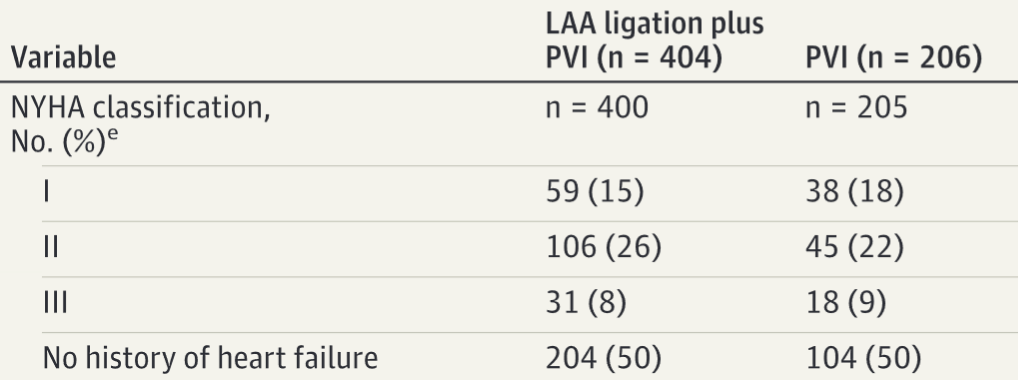 Variable LAA ligation plus PVI (n = 404) PVI (n = 206)
NYHA classification, No. (%)e n = 400 n = 205
I 59 (15) 38 (18)
II 106 (26) 45 (22)
III 31 (8) 18 (9)
No history of heart failure 204 (50) 104 (50)